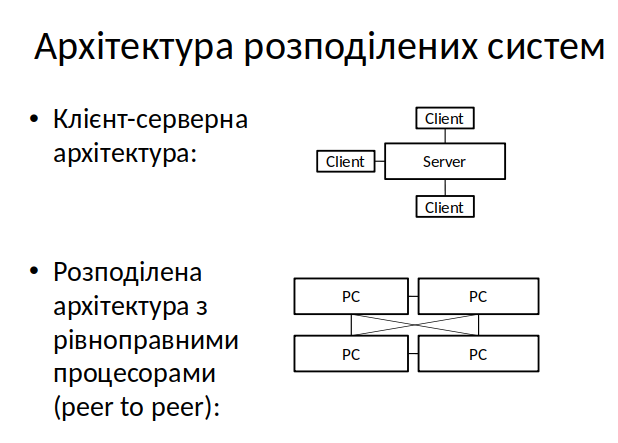 Архітектура розподілених систем
• Клієнт-серверна
архітектура:
Client
Client
Server
Client
• Розподілена
архітектура з
рівноправними
процесорами
(peer to peer):
PC
PC
PC
PC